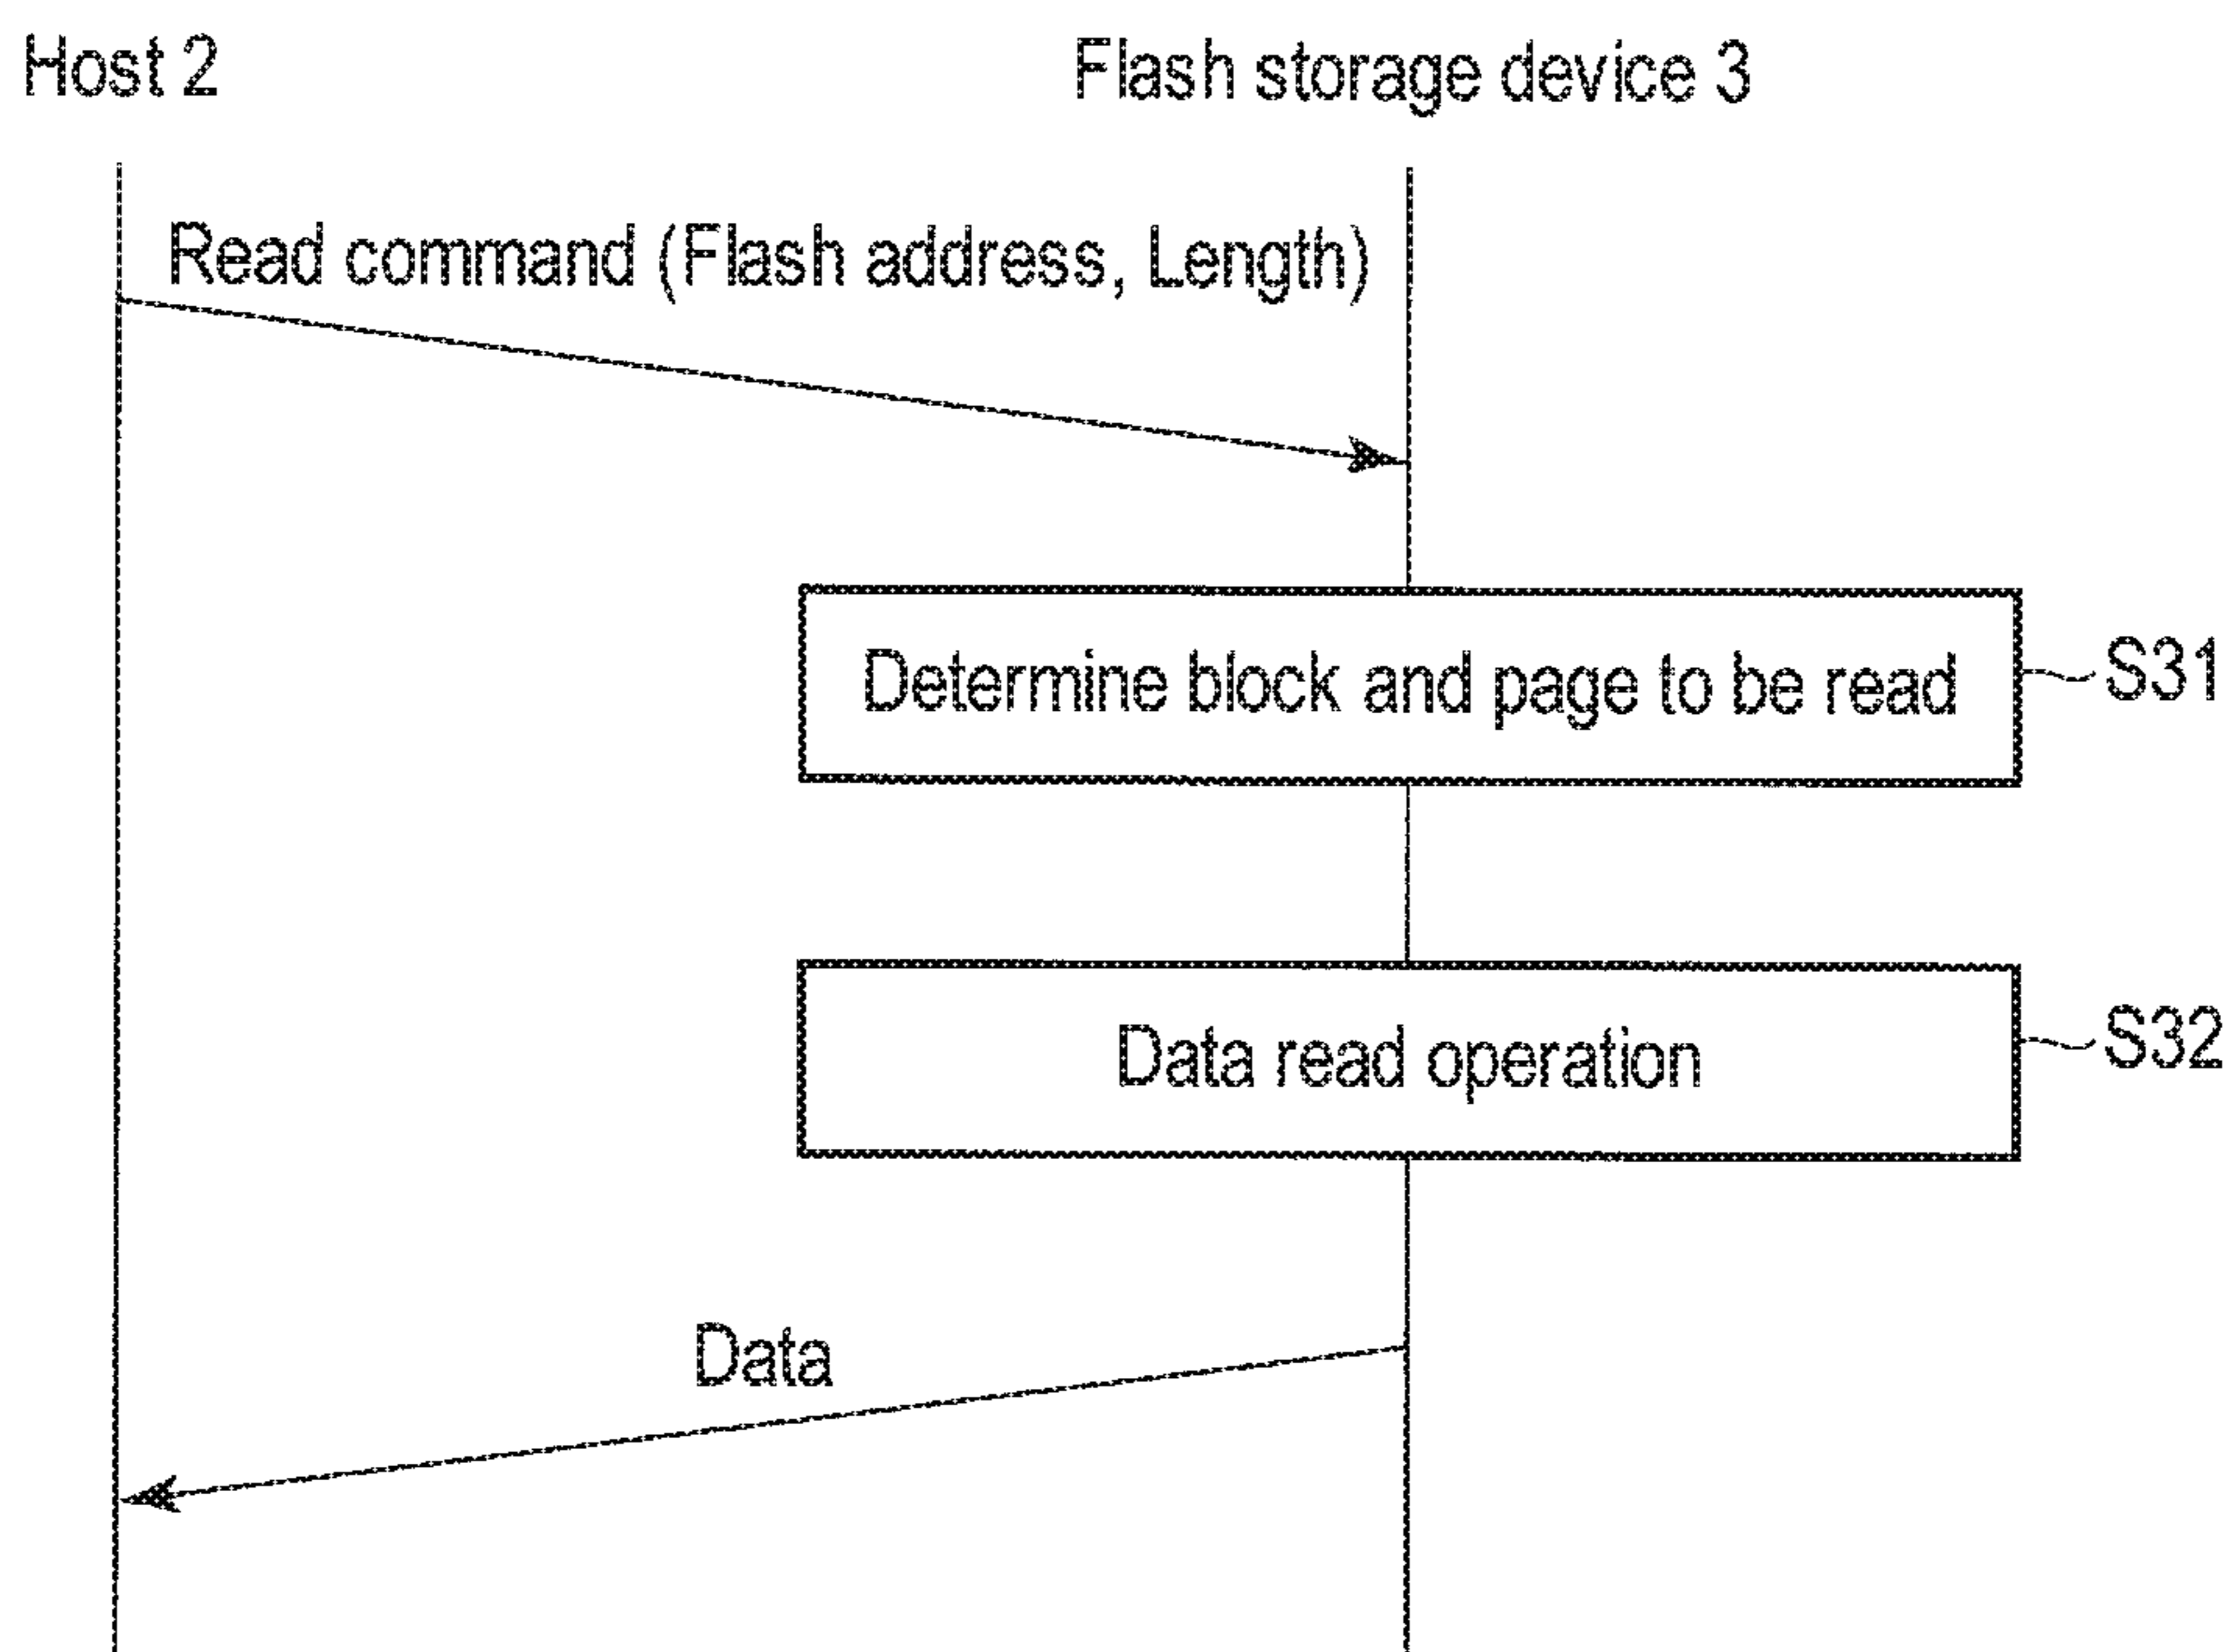 Host 2
Flash storage device 3
Read command (Flash address, Length)
Determine block and page to be read
S31
Data read operation
S32
Data